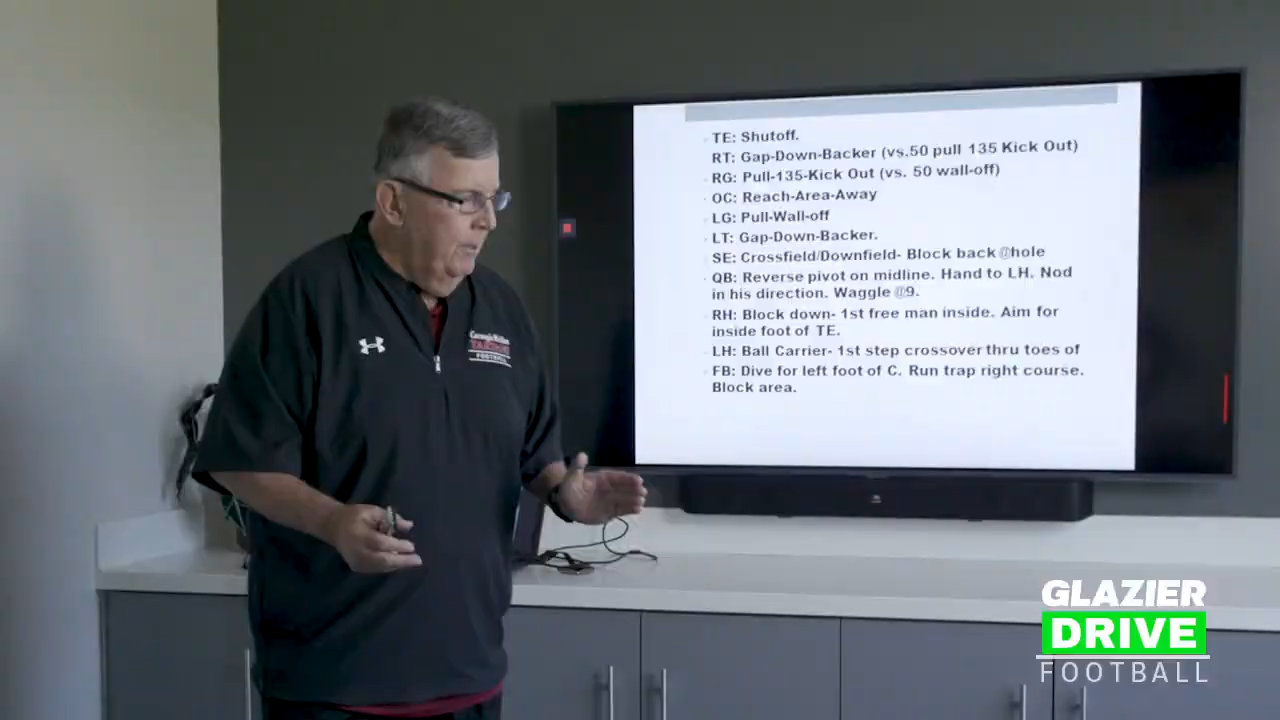 TE: Shutoff.
RT: Gap-Down-Backer (vs.50 pull 135 Kick Out)
RG: Pull-135-Kick Out (vs. 50 wall-off)
OC: Reach-Area-Away
LG: Pull-Wall-off
LT: Gap-Down-Backer.
SE: Crossfield/Downfield- Block back @hole
QB: Reverse pivot on midline. Hand to LH. Nod
in his direction. Waggle @9.
RH: Block down- 1st free man inside. Aim for
inside foot of TE.
LH: Ball Carrier- 1st step crossover thru toes of
FB: Dive for left foot of C. Run trap right course.
Block area.
Carnegie Mellon
TARTANS
FOOTBALL
GLAZIER
DRIVE
FOOTBALL